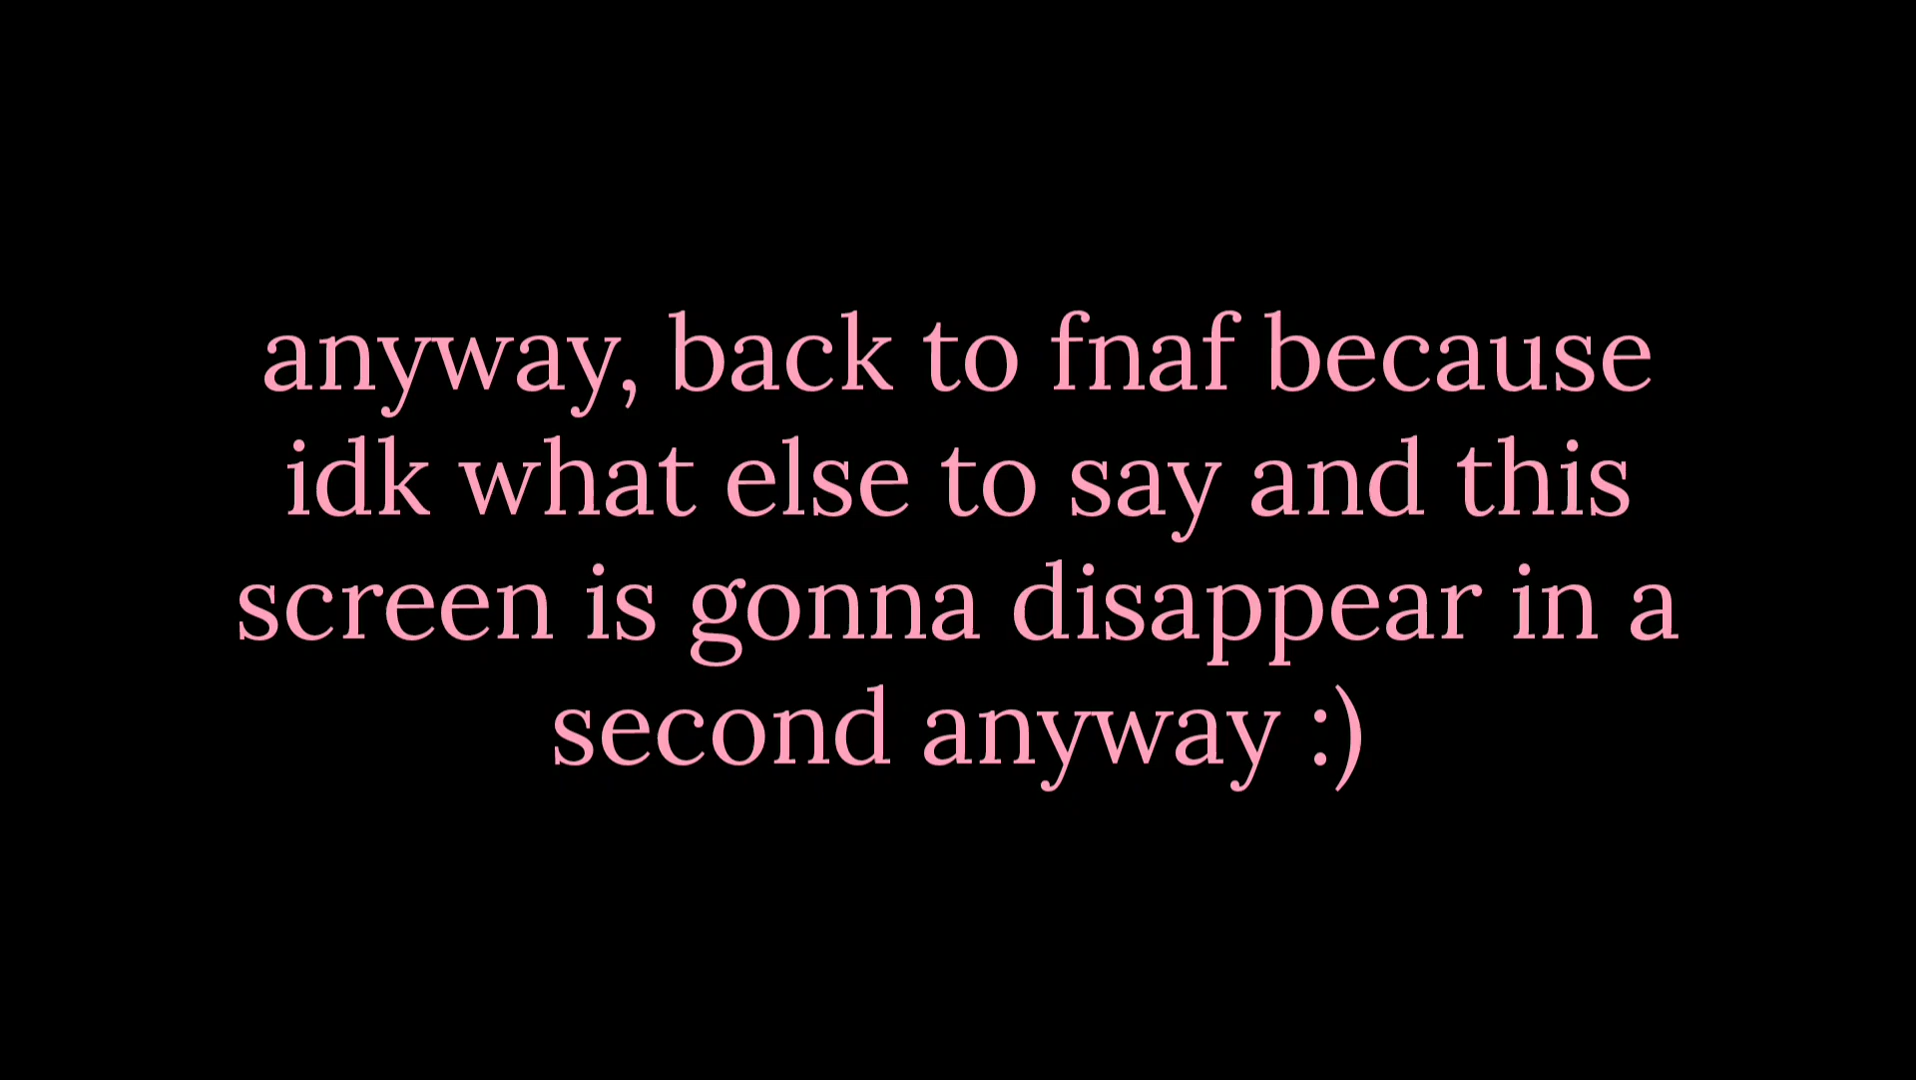 anyway, back to fnaf because
idk what else to say and this
screen is gonna disappear in a
second anyway :)